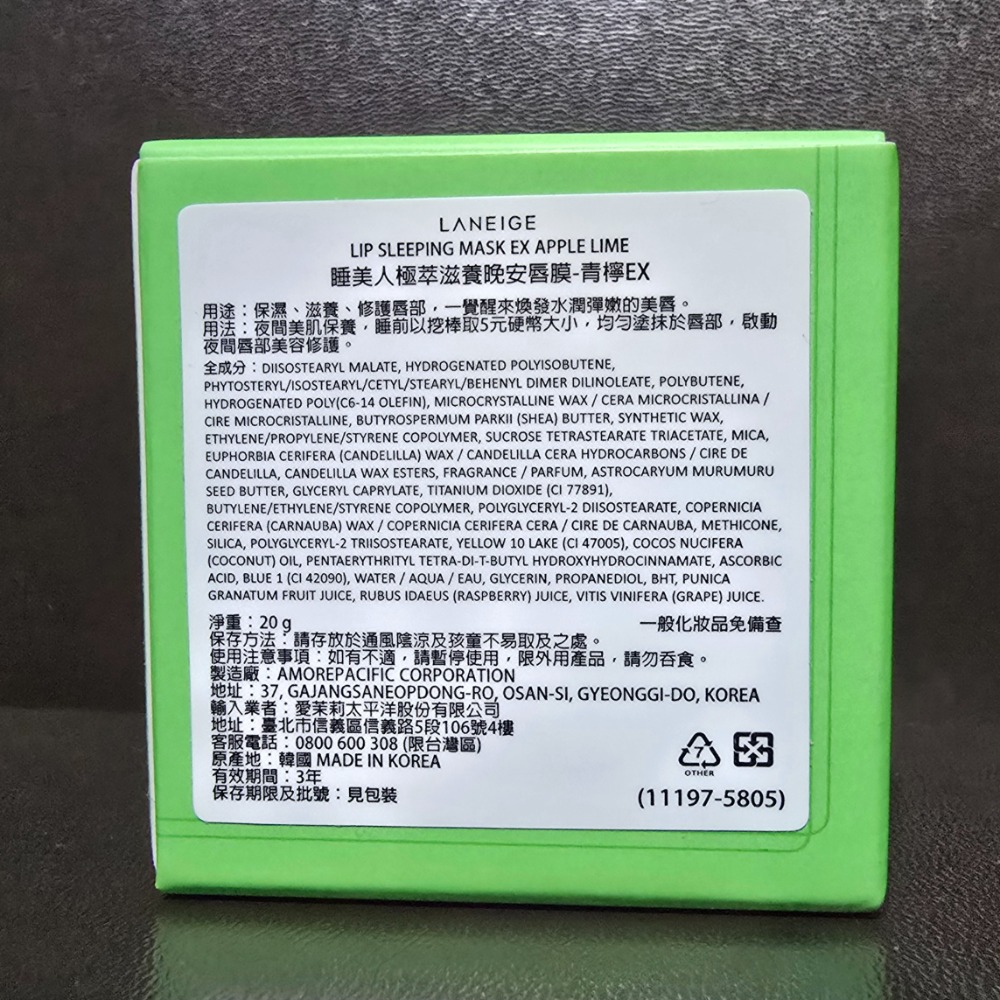 LANEIGE
LIP SLEEPING MASK EX APPLE LIME
睡美人極萃滋養晚安唇膜-青檸EX
用途：保濕、滋養、修護唇部，一覺醒來煥發水潤彈嫩的美唇。
用法：夜間美肌保養，睡前以挖棒取5元硬幣大小，均勻塗抹於唇部，啟動
夜間唇部美容修護。
全成分：DIISOSTEARYL MALATE, HYDROGENATED POLYISOBUTENE,
PHYTOSTERYL/ISOSTEARYL/CETYL/STEARYL/BEHENYL DIMER DILINOLEATE, POLYBUTENE,
HYDROGENATED POLY(C6-14 OLEFIN), MICROCRYSTALLINE WAX / CERA MICROCRISTALLINA /
CIRE MICROCRISTALLINE, BUTYROSPERMUM PARKII (SHEA) BUTTER, SYNTHETIC WAX,
ETHYLENE/PROPYLENE/STYRENE COPOLYMER, SUCROSE TETRASTEARATE TRIACETATE, MICA,
EUPHORBIA CERIFERA (CANDELILLA) WAX / CANDELILLA CERA HYDROCARBONS / CIRE DE
CANDELILLA, CANDELILLA WAX ESTERS, FRAGRANCE / PARFUM, ASTROCARYUM MURUMURU
SEED BUTTER, GLYCERYL CAPRYLATE, TITANIUM DIOXIDE (CI 77891),
BUTYLENE/ETHYLENE/STYRENE COPOLYMER, POLYGLYCERYL-2 DIISOSTEARATE, COPERNICIA
CERIFERA (CARNAUBA) WAX / COPERNICIA CERIFERA CERA / CIRE DE CARNAUBA, METHICONE,
SILICA, POLYGLYCERYL-2 TRIISOSTEARATE, YELLOW 10 LAKE (CI 47005), COCOS NUCIFERA
(COCONUT) OIL, PENTAERYTHRITYL TETRA-DI-T-BUTYL HYDROXYHYDROCINNAMATE, ASCORBIC
ACID, BLUE 1 (CI 42090), WATER / AQUA / EAU, GLYCERIN, PROPANEDIOL, BHT, PUNICA
GRANATUM FRUIT JUICE, RUBUS IDAEUS (RASPBERRY) JUICE, VITIS VINIFERA (GRAPE) JUICE.
淨重：20 g 一般化妝品免備查
保存方法：請存放於通風陰涼及孩童不易取及之處。
使用注意事項：如有不適，請暫停使用，限外用產品，請勿吞食。
製造廠：AMOREPACIFIC CORPORATION
地址：37, GAJANGSANEOPDONG-RO, OSAN-SI, GYEONGGI-DO, KOREA
輸入業者：愛茉莉太平洋股份有限公司
地址：臺北市信義區信義路5段106號4樓
客服電話：0800 600 308 (限台灣區)
原產地：韓國 MADE IN KOREA
有效期間：3年
保存期限及批號：見包裝
7
OTHER
(11197-5805)